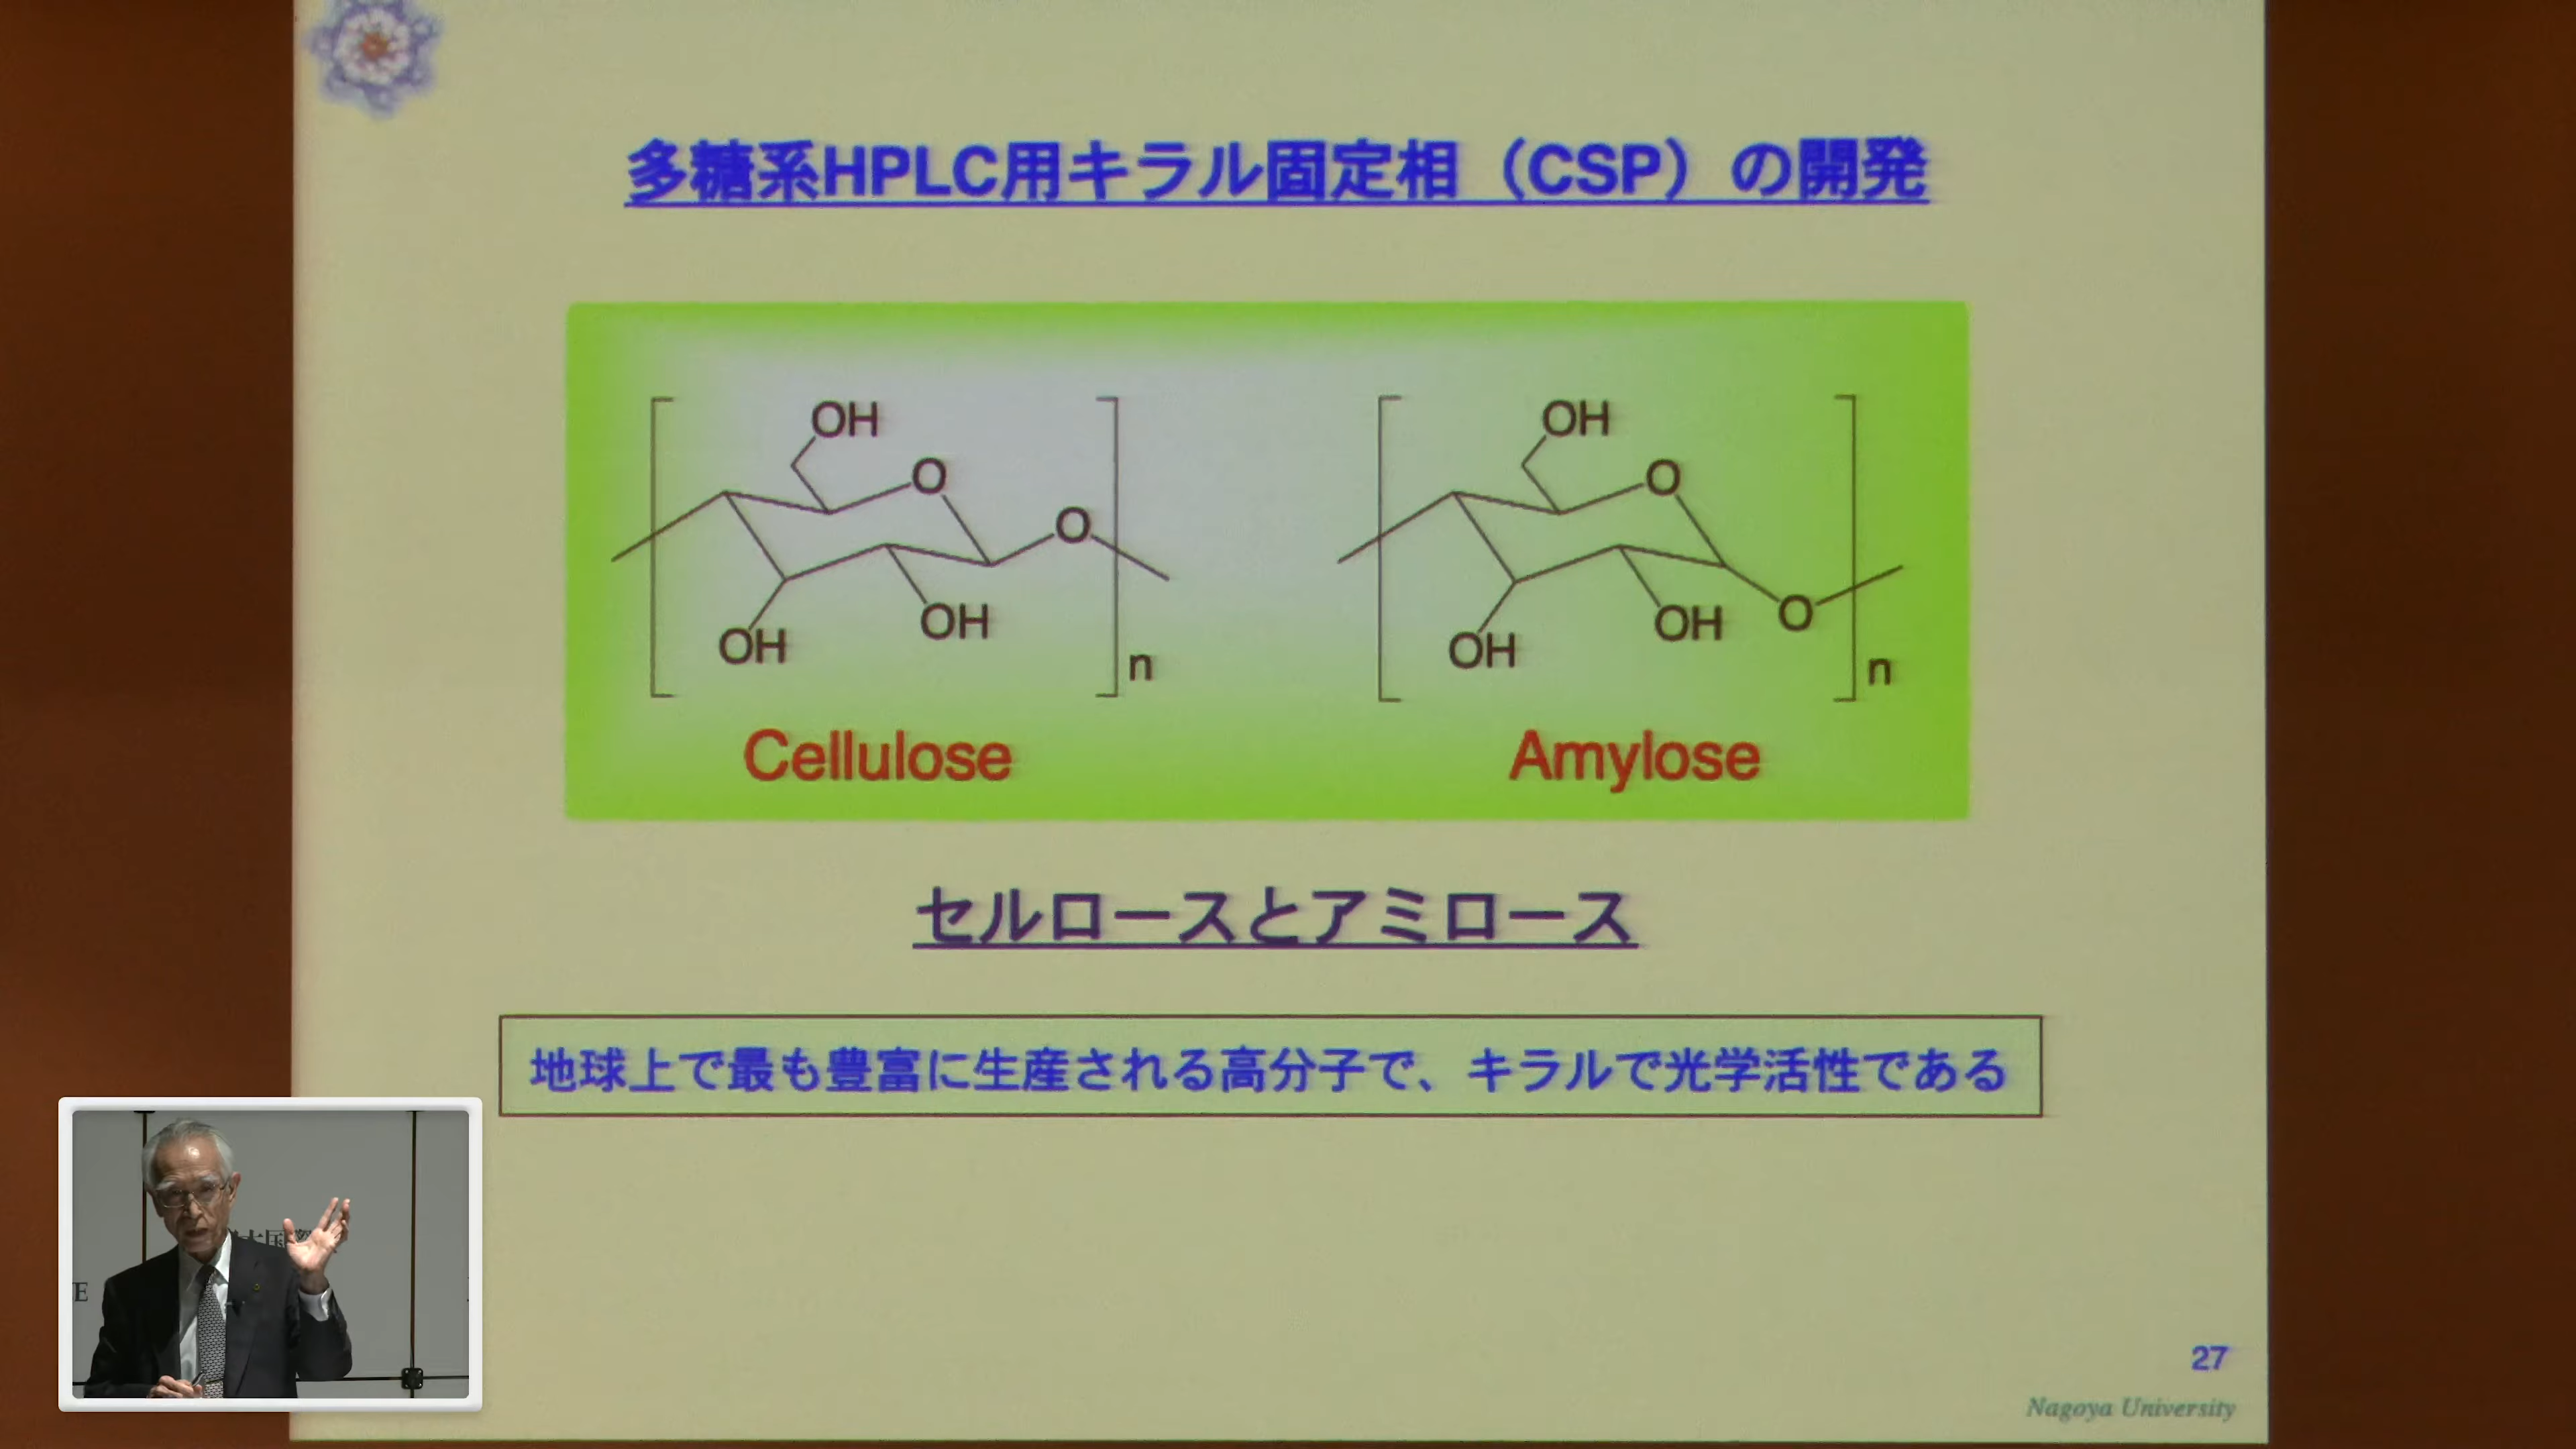 多糖系HPLC用キラル固定相（CSP）の開発
OH
O
O
OH
OH
n
Cellulose
OH
O
OH
O
OH
n
Amylose
セルロースとアミロース
地球上で最も豊富に生産される高分子で、キラルで光学活性である
E
本国際
27
Nagoya University